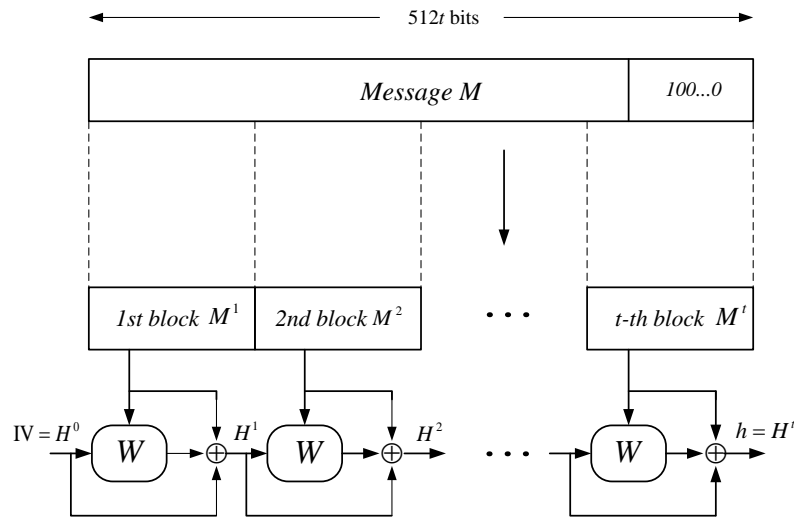 512t bits
Message M
100...0
1st block M¹
2nd block M²
...
t-th block Mᵗ
IV = H⁰
W
H¹
W
H²
...
W
h = Hᵗ